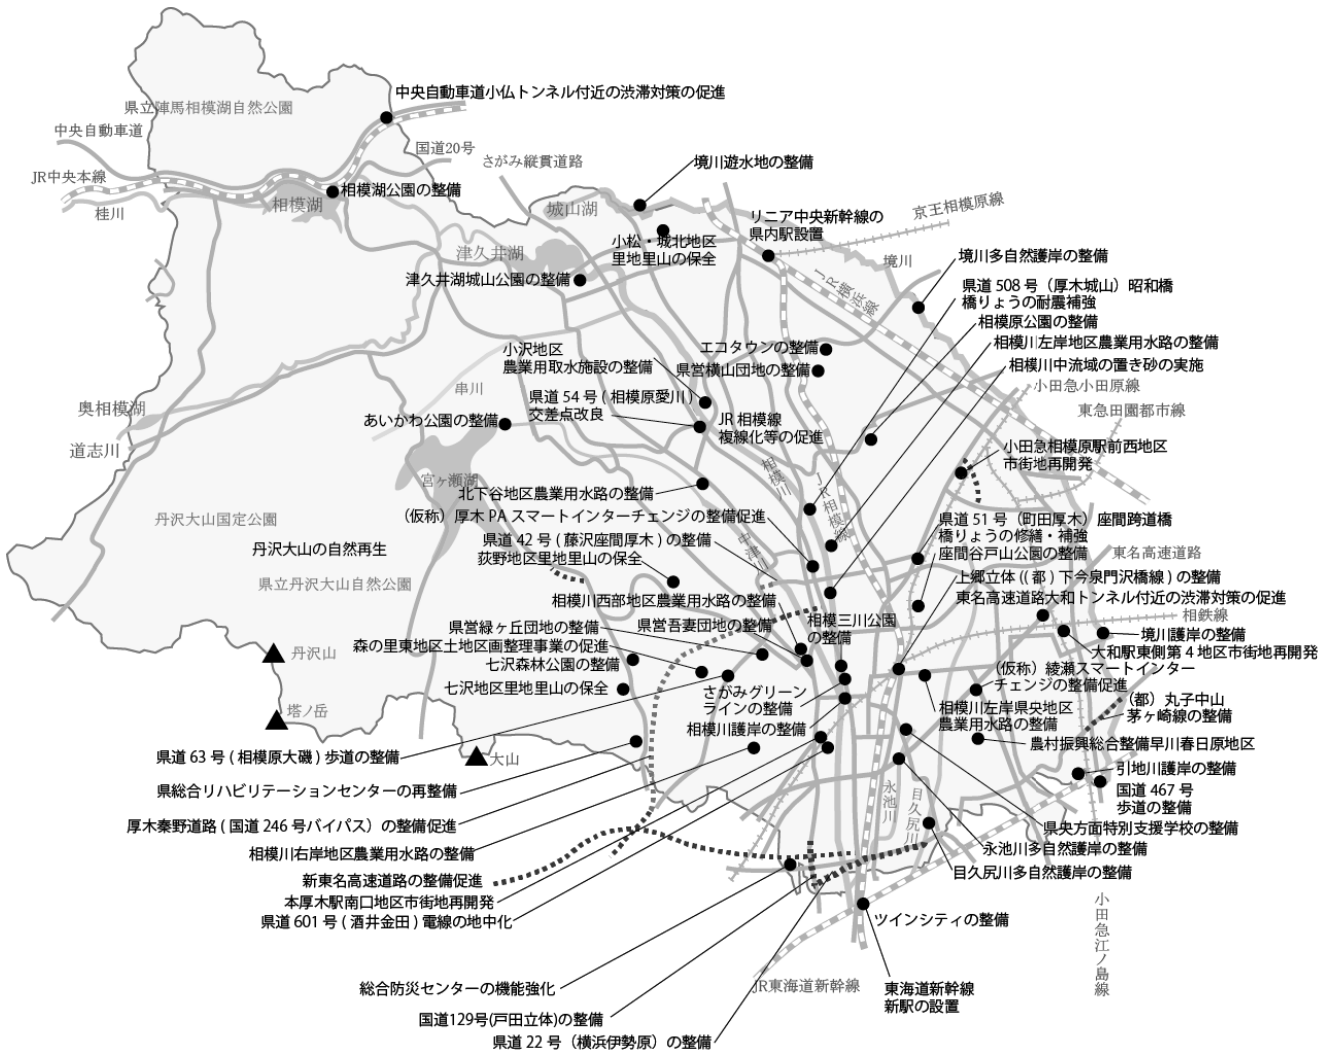 中央自動車道小仏トンネル付近の渋滞対策の促進
県立陣馬相模湖自然公園
中央自動車道
国道20号
さがみ縦貫道路
境川遊水地の整備
JR中央本線
相模湖公園の整備
桂川
相模湖
城山湖
京王相模原線
リニア中央新幹線の
県内駅設置
小松・城北地区
里地里山の保全
津久井湖
境川
境川多自然護岸の整備
津久井湖城山公園の整備
JR横浜線
県道 508 号（厚木城山）昭和橋
橋りょうの耐震補強
相模原公園の整備
相模川左岸地区農業用水路の整備
小沢地区
農業用取水施設の整備
エコタウンの整備
県営横山団地の整備
相模川中流域の置き砂の実施
小田急小田原線
串川
県道 54 号 ( 相模原愛川 )
交差点改良
東急田園都市線
奥相模湖
あいかわ公園の整備
JR 相模線
複線化等の促進
道志川
小田急相模原駅前西地区
市街地再開発
相模川
JR相模線
宮ヶ瀬湖
北下谷地区農業用水路の整備
丹沢大山国定公園
（仮称）厚木 PA スマートインターチェンジの整備促進
県道 51 号（町田厚木）座間跨道橋
橋りょうの修繕・補強
県道 42 号 ( 藤沢座間厚木 ) の整備
中津川
丹沢大山の自然再生
荻野地区里地里山の保全
座間谷戸山公園の整備
東名高速道路
県立丹沢大山自然公園
上郷立体 (( 都 ) 下今泉門沢橋線 ) の整備
相模川西部地区農業用水路の整備
東名高速道路大和トンネル付近の渋滞対策の促進
相鉄線
県営緑ヶ丘団地の整備
県営吾妻団地の整備
相模三川公園
の整備
境川護岸の整備
森の里東地区土地区画整理事業の促進
大和駅東側第 4 地区市街地再開発
丹沢山
七沢森林公園の整備
（仮称）綾瀬スマートインター
チェンジの整備促進
七沢地区里地里山の保全
さがみグリーン
ラインの整備
（都）丸子中山
茅ヶ崎線の整備
塔ノ岳
相模川護岸の整備
相模川左岸県央地区
農業用水路の整備
農村振興総合整備早川春日原地区
県道 63 号 ( 相模原大磯 ) 歩道の整備
大山
引地川護岸の整備
県総合リハビリテーションセンターの再整備
永池川
目久尻川
国道 467 号
歩道の整備
厚木秦野道路 ( 国道 246 号バイパス ）の整備促進
県央方面特別支援学校の整備
相模川右岸地区農業用水路の整備
永池川多自然護岸の整備
新東名高速道路の整備促進
目久尻川多自然護岸の整備
本厚木駅南口地区市街地再開発
県道 601 号 ( 酒井金田 ) 電線の地中化
ツインシティの整備
小田急江ノ島線
総合防災センターの機能強化
JR東海道新幹線
東海道新幹線
新駅の設置
国道129号(戸田立体)の整備
県道 22 号（横浜伊勢原）の整備